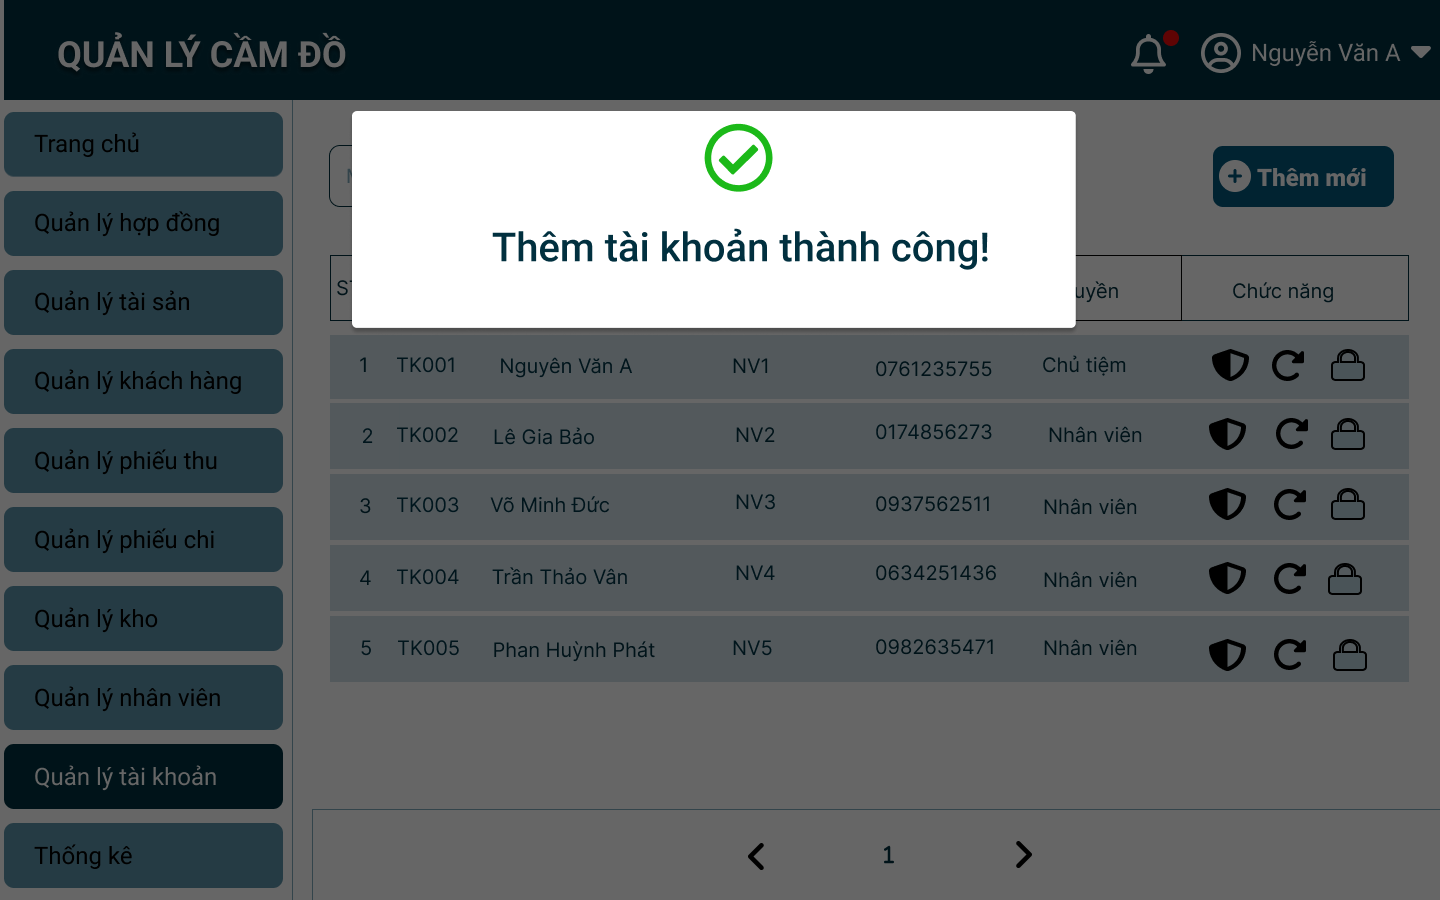 QUẢN LÝ CẦM ĐỒ
Nguyễn Văn A
Trang chủ
Quản lý hợp đồng
Quản lý tài sản
Quản lý khách hàng
Quản lý phiếu thu
Quản lý phiếu chi
Quản lý kho
Quản lý nhân viên
Quản lý tài khoản
Thống kê
Thêm tài khoản thành công!
Thêm mới
Chức năng
1 TK001 Nguyên Văn A NV1 0761235755 Chủ tiệm
2 TK002 Lê Gia Bảo NV2 0174856273 Nhân viên
3 TK003 Võ Minh Đức NV3 0937562511 Nhân viên
4 TK004 Trần Thảo Vân NV4 0634251436 Nhân viên
5 TK005 Phan Huỳnh Phát NV5 0982635471 Nhân viên
1